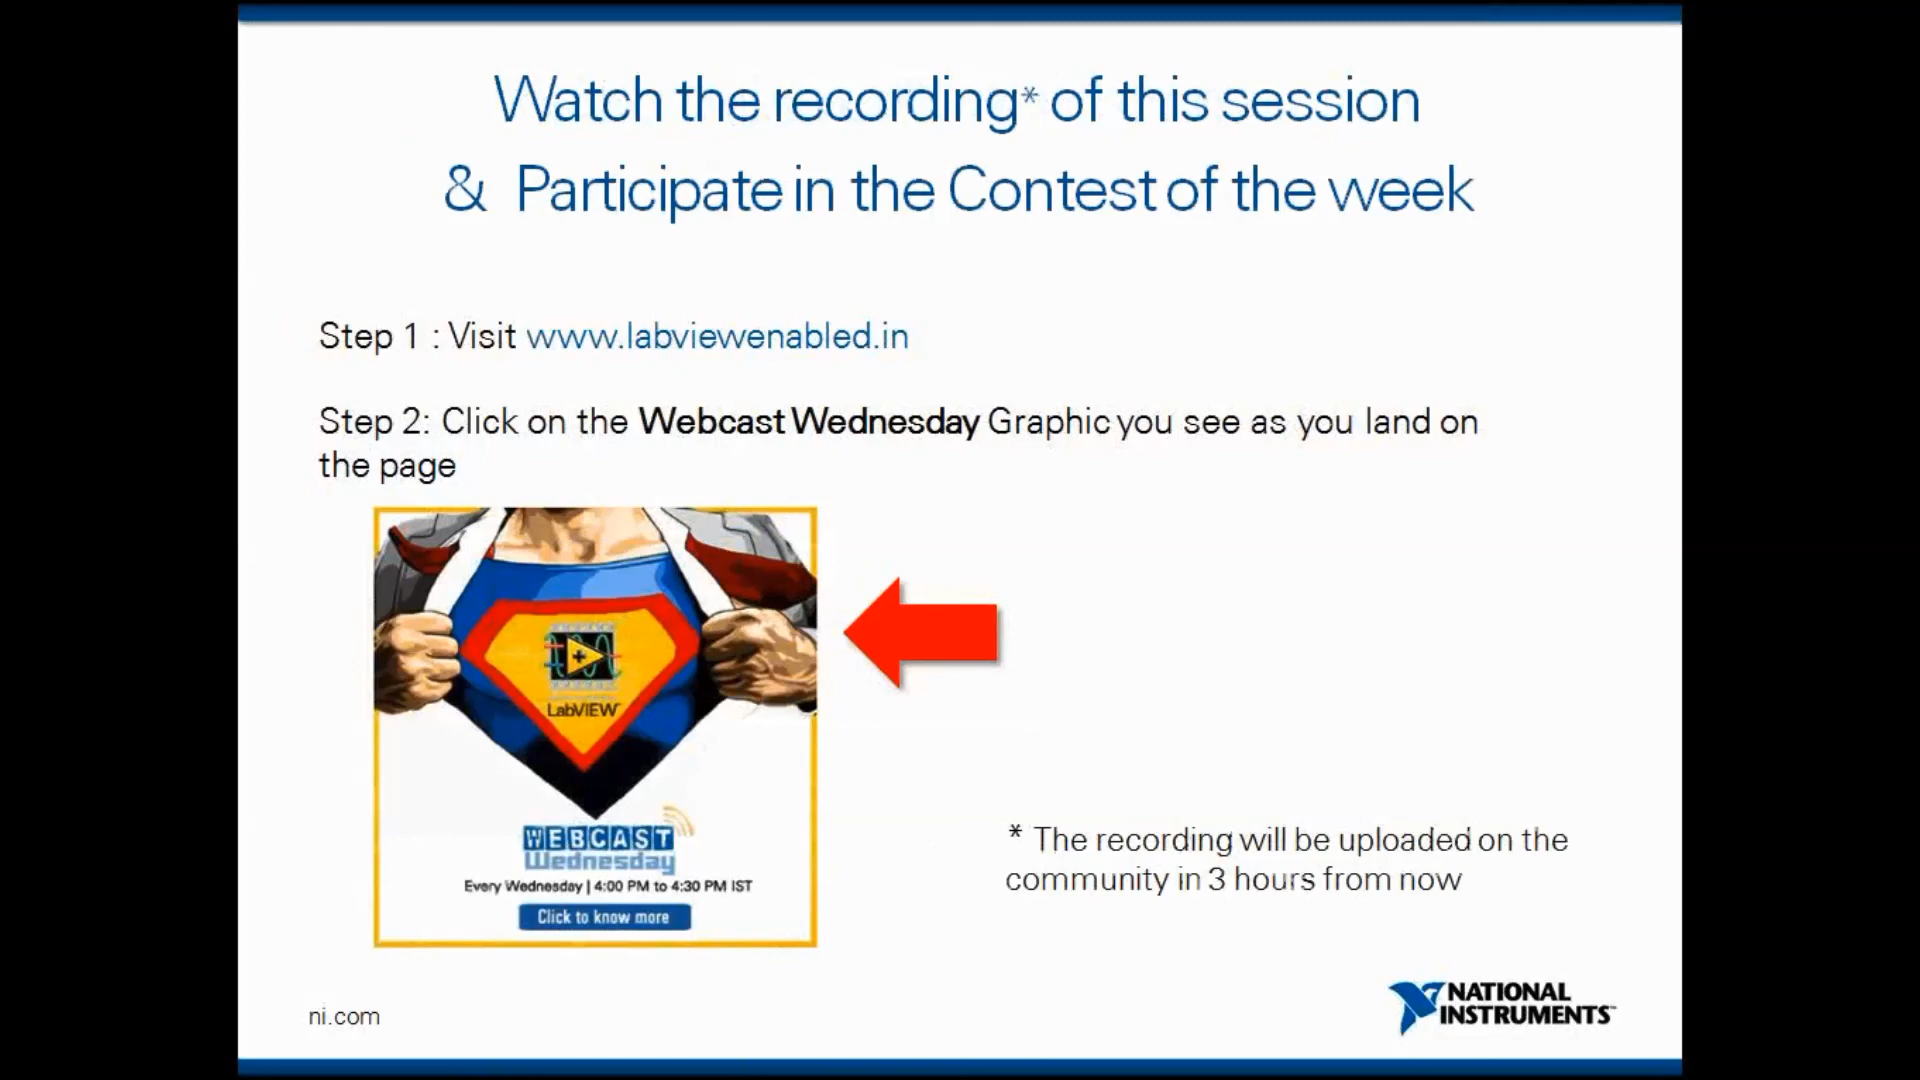 Watch the recording* of this session
& Participate in the Contest of the week
Step 1 : Visit www.labviewenabled.in
Step 2: Click on the Webcast Wednesday Graphic you see as you land on
the page
LabVIEW
WEBCAST
Wednesday
Every Wednesday | 4:00 PM to 4:30 PM IST
Click to know more
* The recording will be uploaded on the
community in 3 hours from now
ni.com
NATIONAL
INSTRUMENTS™